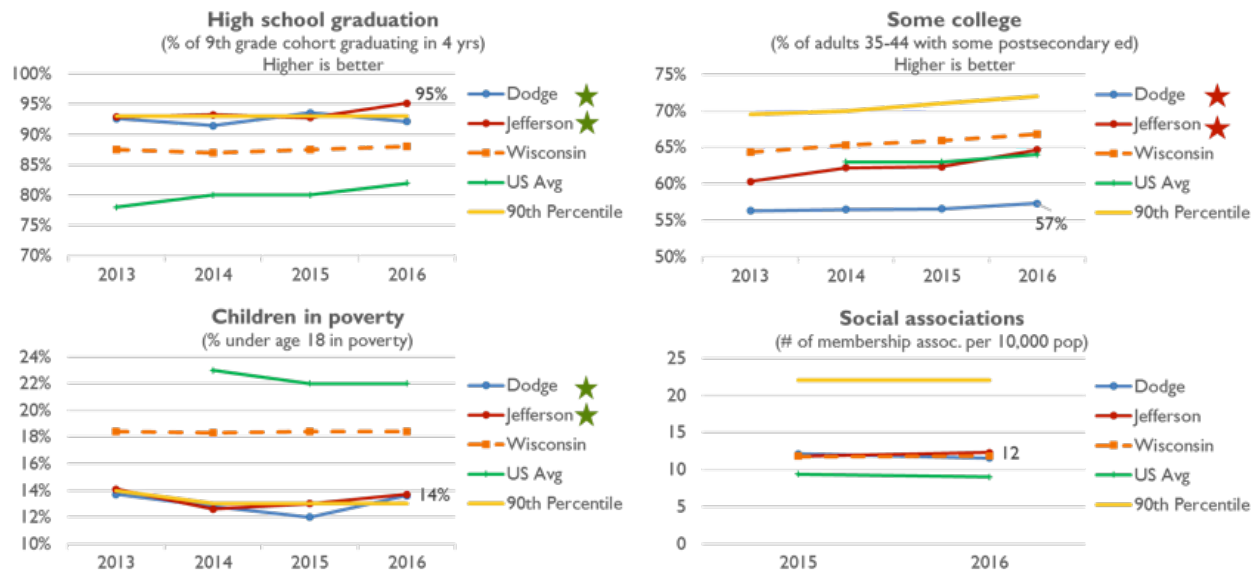 High school graduation
(% of 9th grade cohort graduating in 4 yrs)
Higher is better
100%
95%
90%
85%
80%
75%
70%
2013
2014
2015
2016
95%
Dodge
Jefferson
Wisconsin
US Avg
90th Percentile
Some college
(% of adults 35-44 with some postsecondary ed)
Higher is better
75%
70%
65%
60%
55%
50%
2013
2014
2015
2016
57%
Dodge
Jefferson
Wisconsin
US Avg
90th Percentile
Children in poverty
(% under age 18 in poverty)
24%
22%
20%
18%
16%
14%
12%
10%
2013
2014
2015
2016
14%
Dodge
Jefferson
Wisconsin
US Avg
90th Percentile
Social associations
(# of membership assoc. per 10,000 pop)
25
20
15
10
5
0
2015
2016
12
Dodge
Jefferson
Wisconsin
US Avg
90th Percentile